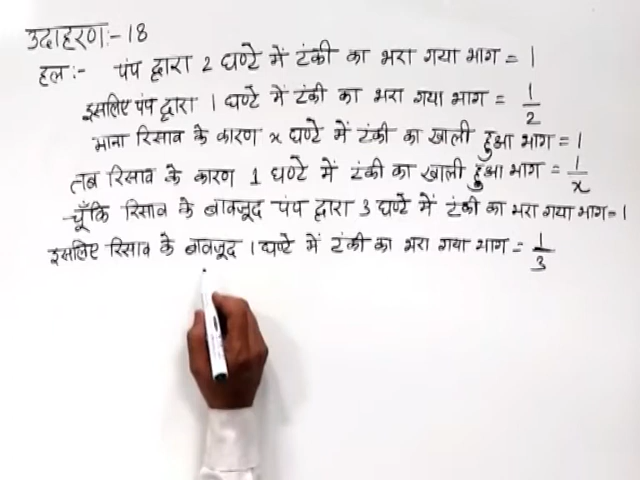 उदाहरण:- 18
हल:- पंप द्वारा 2 घण्टे में टंकी का भरा गया भाग = 1
इसलिए पंप द्वारा 1 घण्टे में टंकी का भरा गया भाग = 1/2
माना रिसाव के कारण x घण्टे में टंकी का खाली हुआ भाग = 1
तब रिसाव के कारण 1 घण्टे में टंकी का खाली हुआ भाग = 1/x
चूँकि रिसाव के बावजूद पंप द्वारा 3 घण्टे में टंकी का भरा गया भाग = 1
इसलिए रिसाव के बावजूद 1 घण्टे में टंकी का भरा गया भाग = 1/3